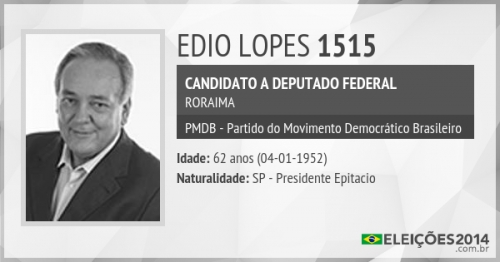 EDIO LOPES 1515
CANDIDATO A DEPUTADO FEDERAL
RORAIMA
PMDB - Partido do Movimento Democrático Brasileiro
Idade: 62 anos (04-01-1952)
Naturalidade: SP - Presidente Epitacio
ELEIÇÕES2014
.com.br